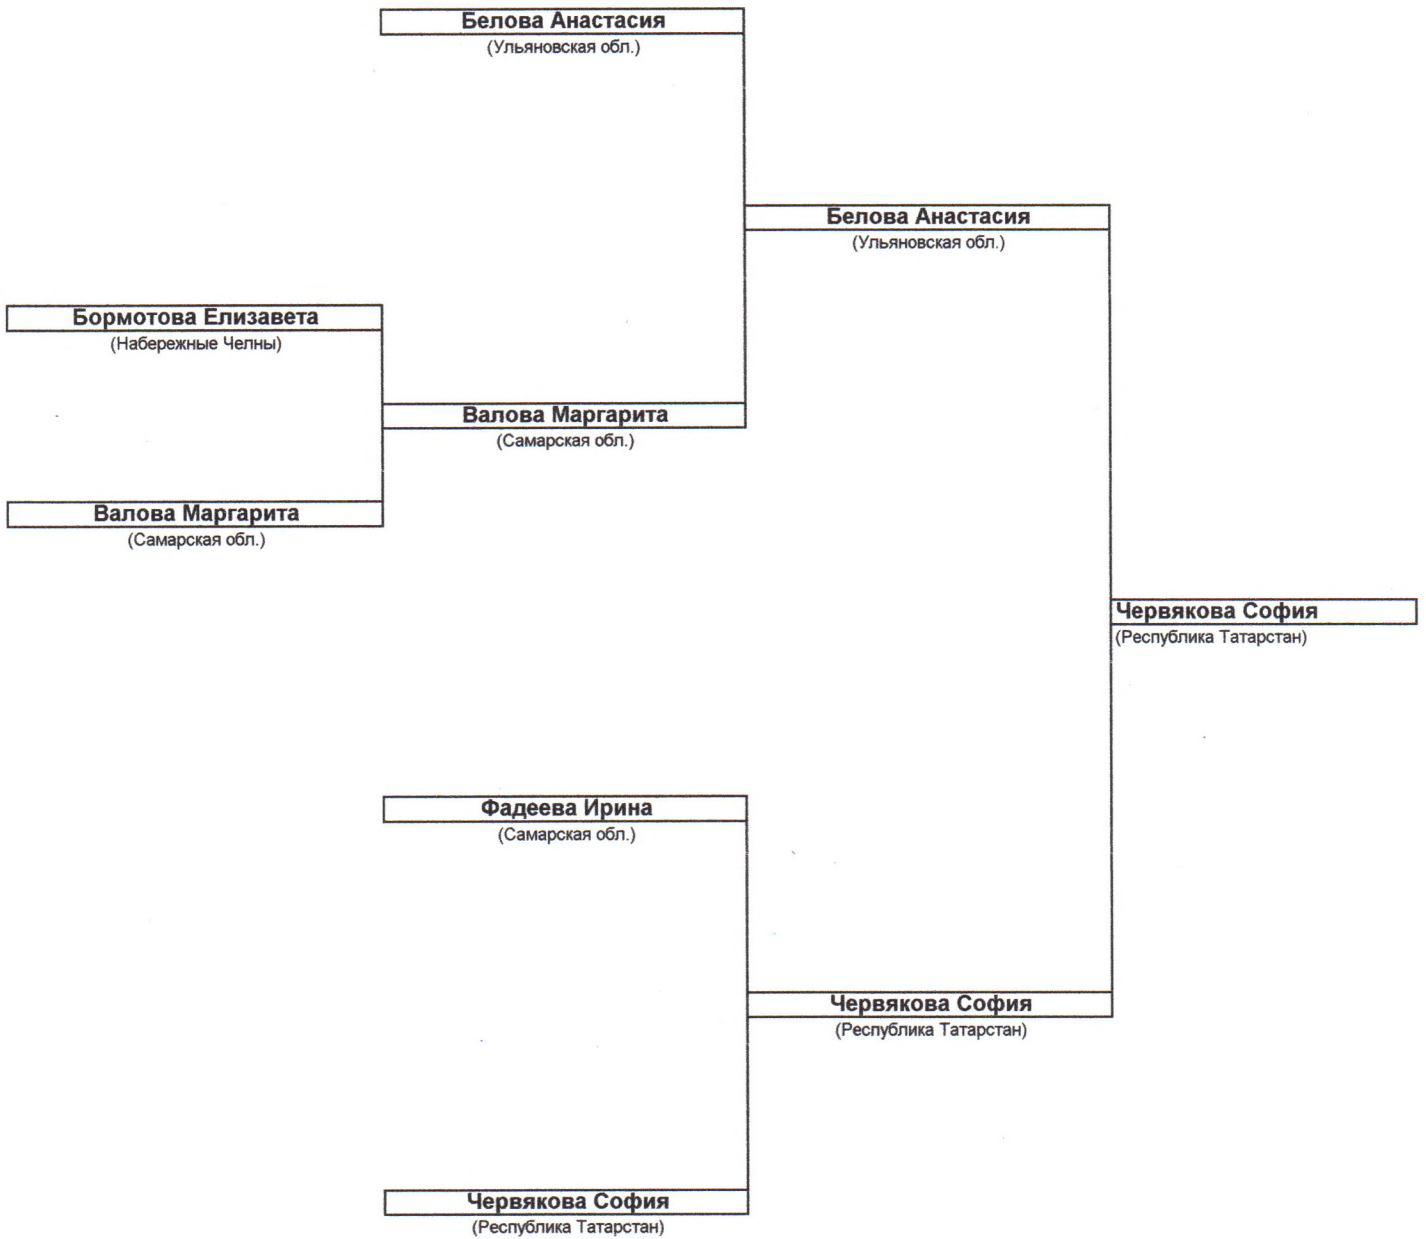 Белова Анастасия
(Ульяновская обл.)
Белова Анастасия
(Ульяновская обл.)
Бормотова Елизавета
(Набережные Челны)
Валова Маргарита
(Самарская обл.)
Валова Маргарита
(Самарская обл.)
Червякова София
(Республика Татарстан)
Фадеева Ирина
(Самарская обл.)
Червякова София
(Республика Татарстан)
Червякова София
(Республика Татарстан)